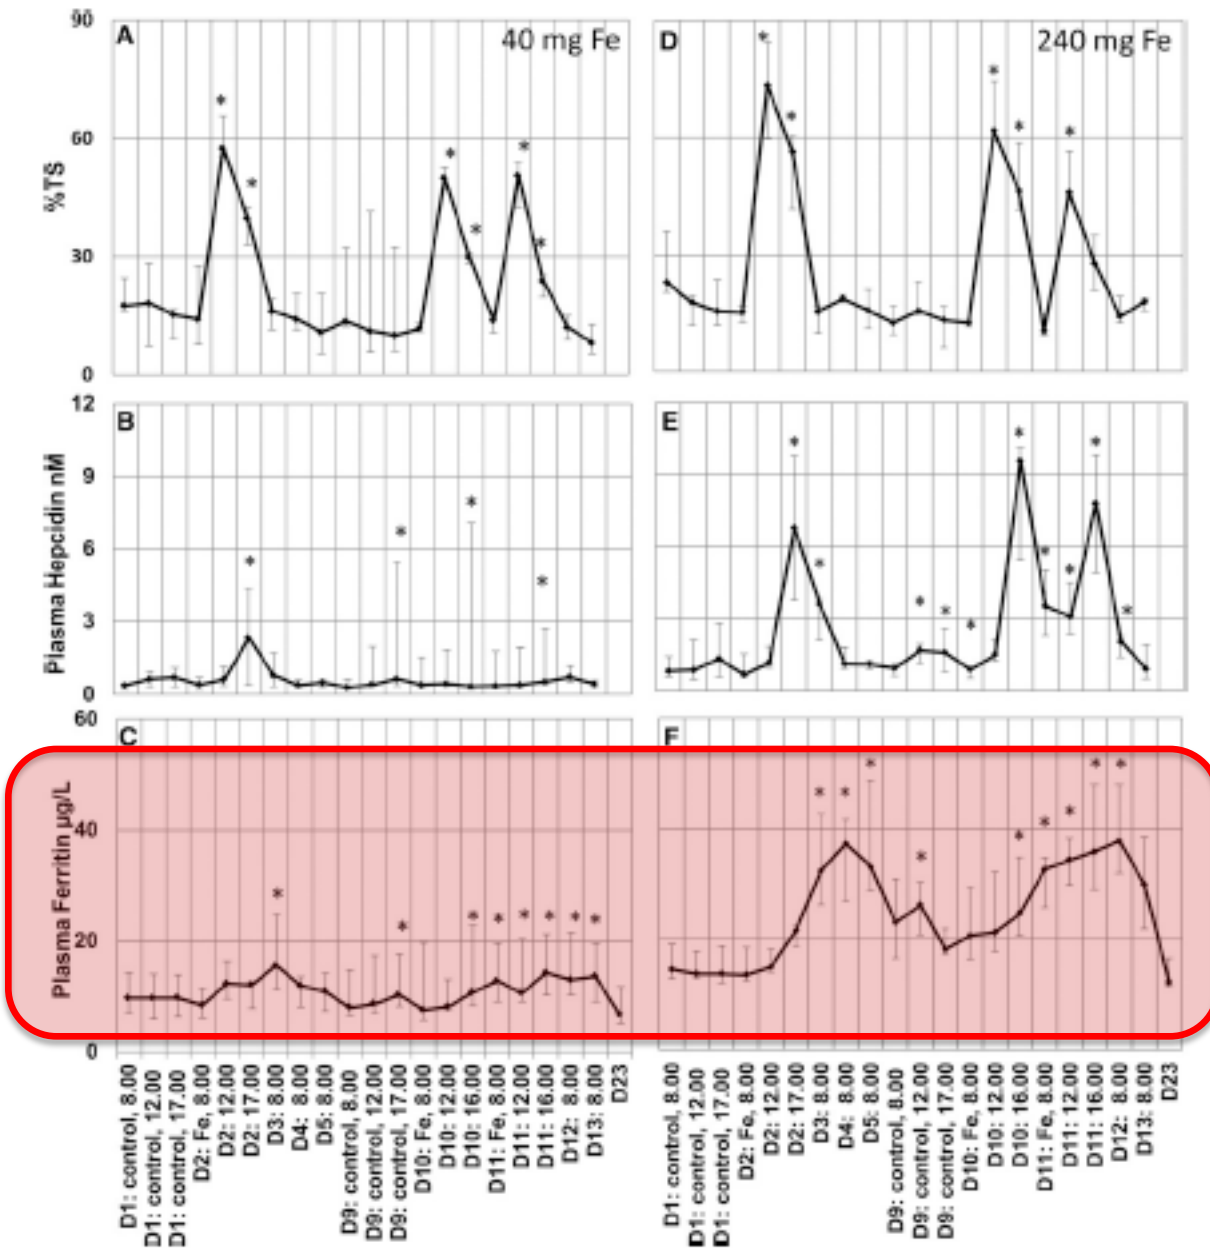 90
A
40 mg Fe
D
240 mg Fe
60
%TS
30
0
12
B
E
9
Plasma Hepcidin nM
6
3
0
60
C
F
Plasma Ferritin µg/L
40
20
0
D1: control, 8.00
D1: control, 12.00
D1: control, 17.00
D2: Fe, 8.00
D2: 12.00
D2: 17.00
D3: 8.00
D4: 8.00
D5: 8.00
D9: control, 8.00
D9: control, 12.00
D9: control, 17.00
D10: Fe, 8.00
D10: 12.00
D10: 16.00
D11: Fe, 8.00
D11: 12.00
D11: 16.00
D12: 8.00
D13: 8.00
D23
D1: control, 8.00
D1: control, 12.00
D1: control, 17.00
D2: Fe, 8.00
D2: 12.00
D2: 17.00
D3: 8.00
D4: 8.00
D5: 8.00
D9: control, 8.00
D9: control, 12.00
D9: control, 17.00
D10: Fe, 8.00
D10: 12.00
D10: 16.00
D11: Fe, 8.00
D11: 12.00
D11: 16.00
D12: 8.00
D13: 8.00
D23